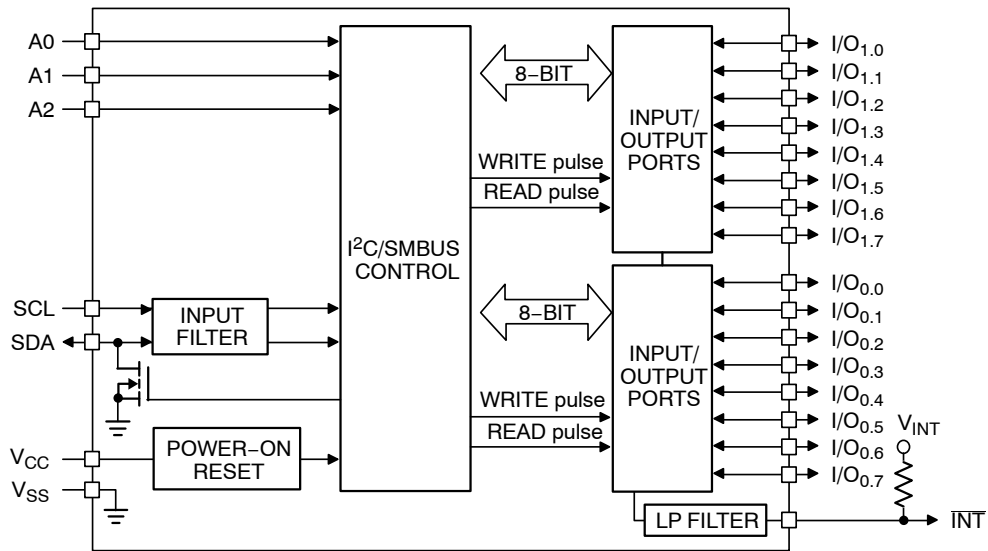 A0
A1
A2
SCL
SDA
VCC
VSS
INPUT
FILTER
POWER−ON
RESET
I²C/SMBUS
CONTROL
8−BIT
WRITE pulse
READ pulse
8−BIT
WRITE pulse
READ pulse
INPUT/
OUTPUT
PORTS
INPUT/
OUTPUT
PORTS
LP FILTER
I/O1.0
I/O1.1
I/O1.2
I/O1.3
I/O1.4
I/O1.5
I/O1.6
I/O1.7
I/O0.0
I/O0.1
I/O0.2
I/O0.3
I/O0.4
I/O0.5
I/O0.6
I/O0.7
VINT
INT